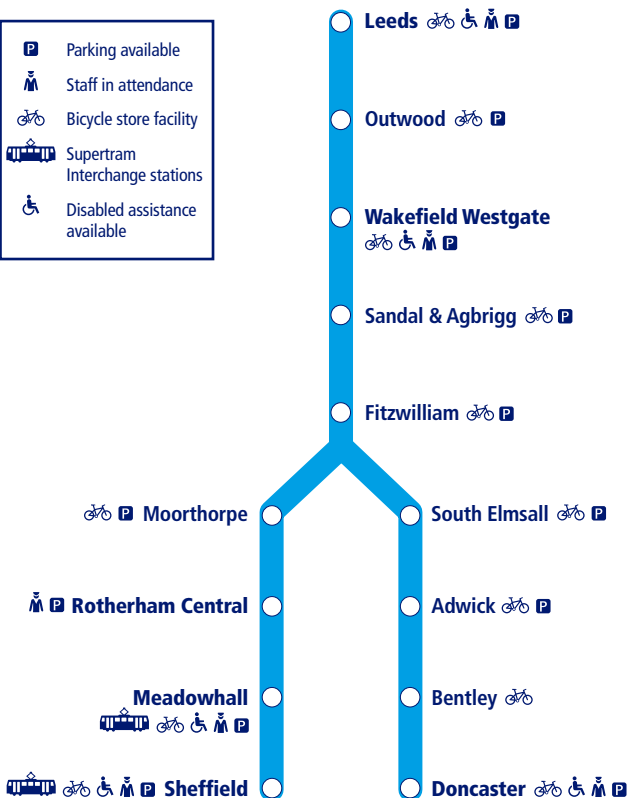 P Parking available
Staff in attendance
Bicycle store facility
Supertram
Interchange stations
Disabled assistance
available
Leeds P
Outwood P
Wakefield Westgate
P
Sandal & Agbrigg P
Fitzwilliam P
P Moorthorpe
South Elmsall P
P Rotherham Central
Adwick P
Meadowhall
P
Bentley
P Sheffield
Doncaster P